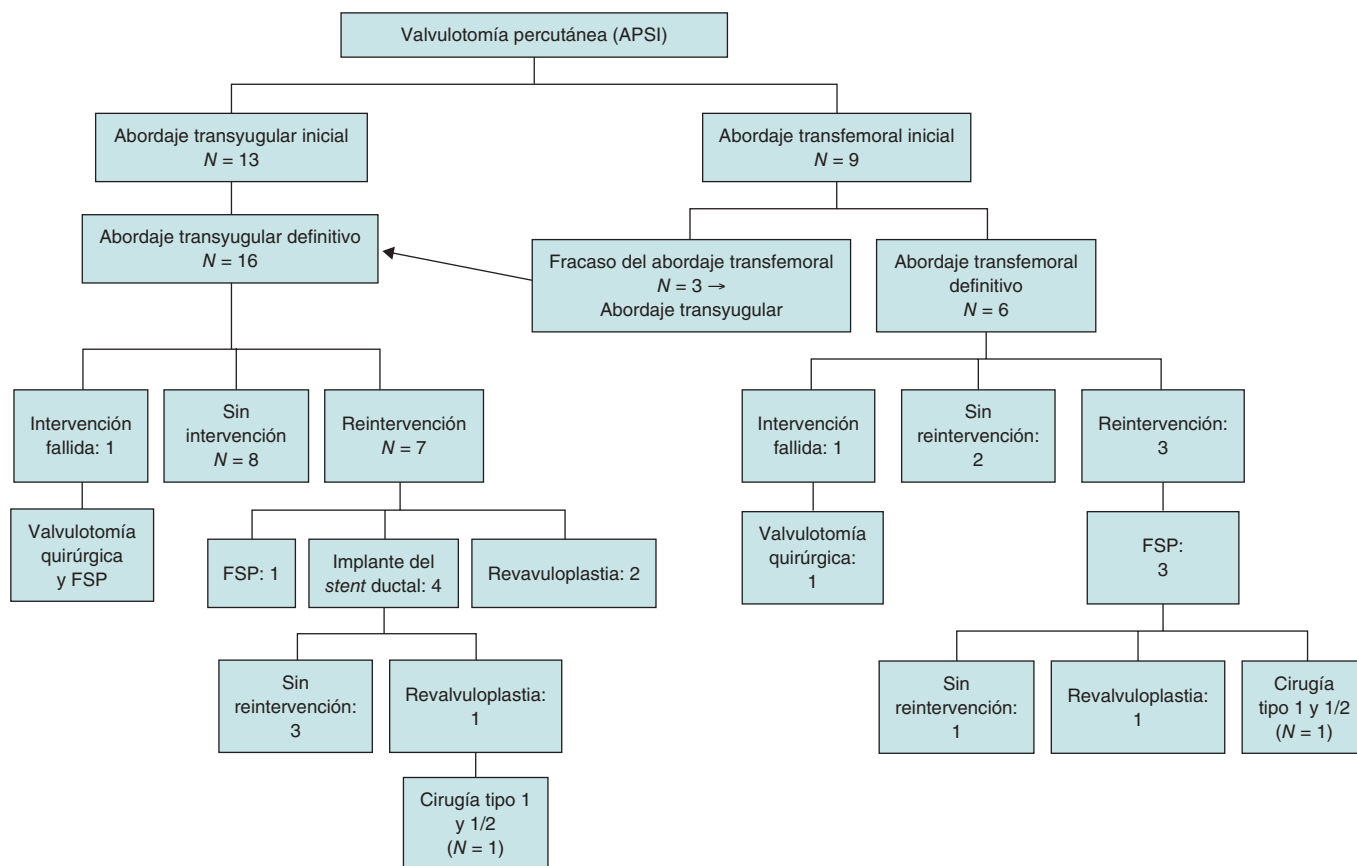 Valvulotomía percutánea (APSI)
Abordaje transyugular inicial
N = 13
Abordaje transfemoral inicial
N = 9
Abordaje transyugular definitivo
N = 16
Fracaso del abordaje transfemoral
N = 3 →
Abordaje transyugular
Abordaje transfemoral
definitivo
N = 6
Intervención
fallida: 1
Sin
intervención
N = 8
Reintervención
N = 7
Intervención
fallida: 1
Sin
reintervención:
2
Reintervención:
3
Valvulotomía
quirúrgica
y FSP
FSP: 1
Implante del
stent ductal: 4
Revavuloplastia: 2
Valvulotomía
quirúrgica:
1
FSP:
3
Sin
reintervención:
3
Revalvuloplastia:
1
Sin
reintervención:
1
Revalvuloplastia:
1
Cirugía
tipo 1 y 1/2
(N = 1)
Cirugía tipo 1
y 1/2
(N = 1)